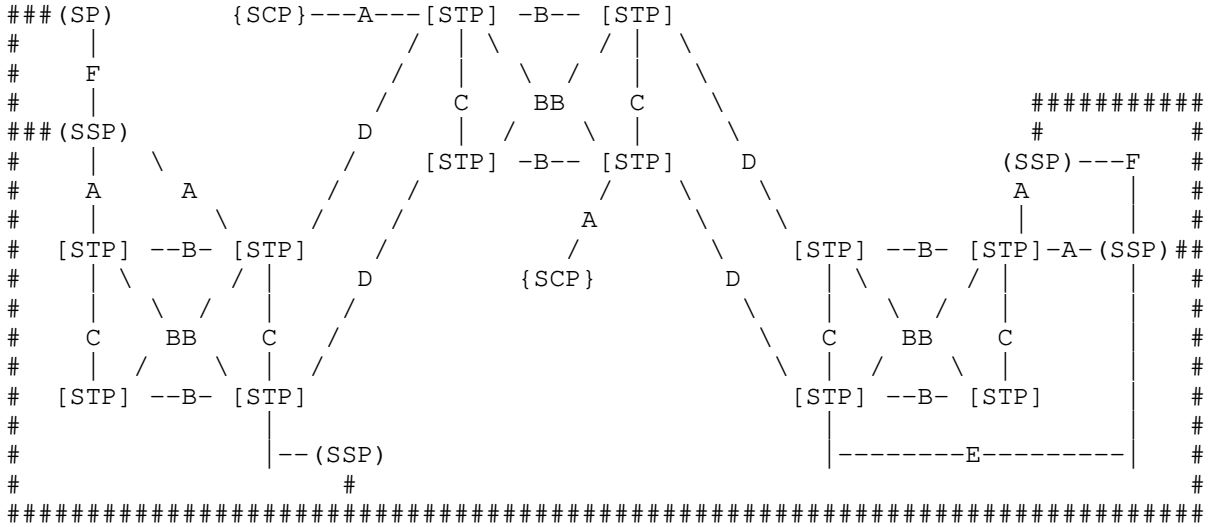 ###(SP)       {SCP}---A---[STP] -B-- [STP]
#    |                   / | \      / | \
#    F                  /  |  \    /  |  \
#    |                 /   C   BB     C   \                  ###########
###(SSP)              D    |  /    \  |    \                 #         #
#    |   \           /   [STP] -B-- [STP]   D              (SSP)---F   #
#    A    A         /     /         /   \    \              A      |   #
#    |      \      /     /         A     \    \             |      |   #
#  [STP] --B- [STP]     /         /       \    [STP] --B- [STP]-A-(SSP)##
#    | \      / |      D       {SCP}       D     | \      / |      |   #
#    |  \    /  |     /                     \    |  \    /  |      |   #
#    C   BB     C    /                       \   C   BB     C      |   #
#    | /     \  |   /                         \  | /     \  |      |   #
#  [STP] --B- [STP]                            [STP] --B- [STP]    |   #
#               |                                |                 |   #
#               |--(SSP)                         |--------E--------|   #
#                    #                                                 #
########################################################################